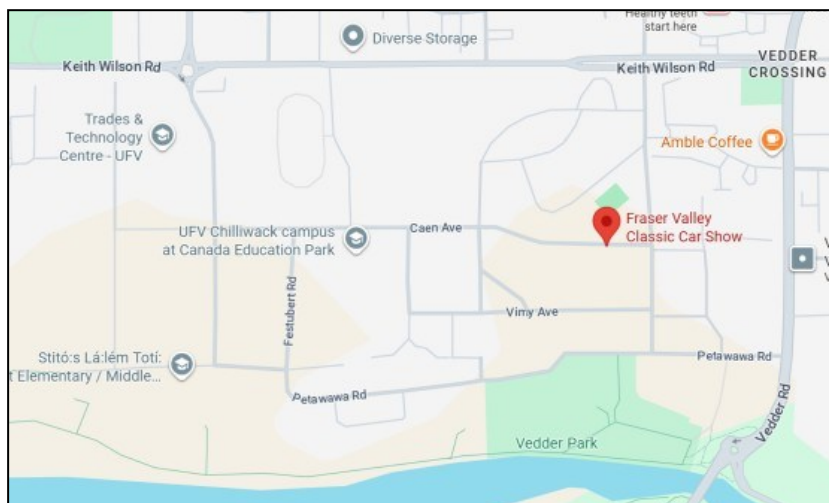 Healthy teeth
start here
Diverse Storage
Keith Wilson Rd
Keith Wilson Rd
VEDDER
CROSSING
Trades &
Technology
Centre - UFV
Amble Coffee
UFV Chilliwack campus
at Canada Education Park
Caen Ave
Fraser Valley
Classic Car Show
V
V
V
Festubert Rd
Vimy Ave
Stitó:s Lá:lém Totí:
t Elementary / Middle...
Petawawa Rd
Petawawa Rd
Vedder Rd
Vedder Park